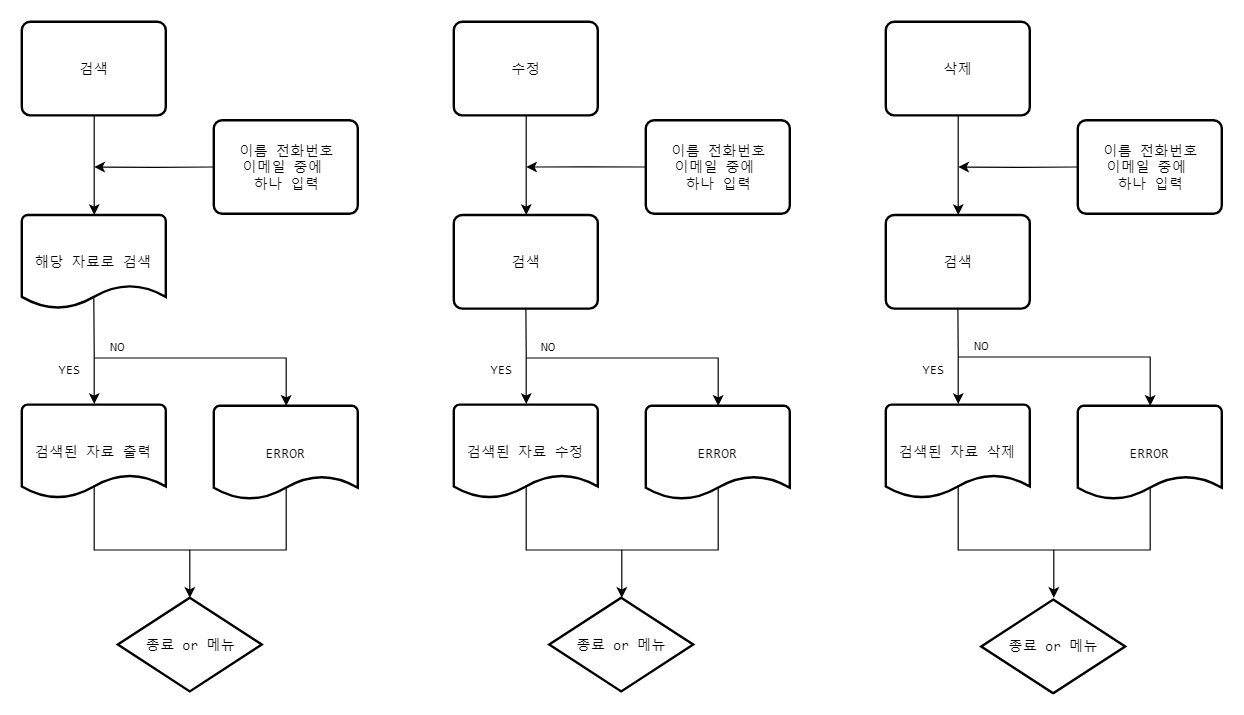 검색
이름 전화번호
이메일 중에
하나 입력
해당 자료로 검색
NO
YES
검색된 자료 출력
ERROR
종료 or 메뉴
수정
이름 전화번호
이메일 중에
하나 입력
검색
NO
YES
검색된 자료 수정
ERROR
종료 or 메뉴
삭제
이름 전화번호
이메일 중에
하나 입력
검색
NO
YES
검색된 자료 삭제
ERROR
종료 or 메뉴